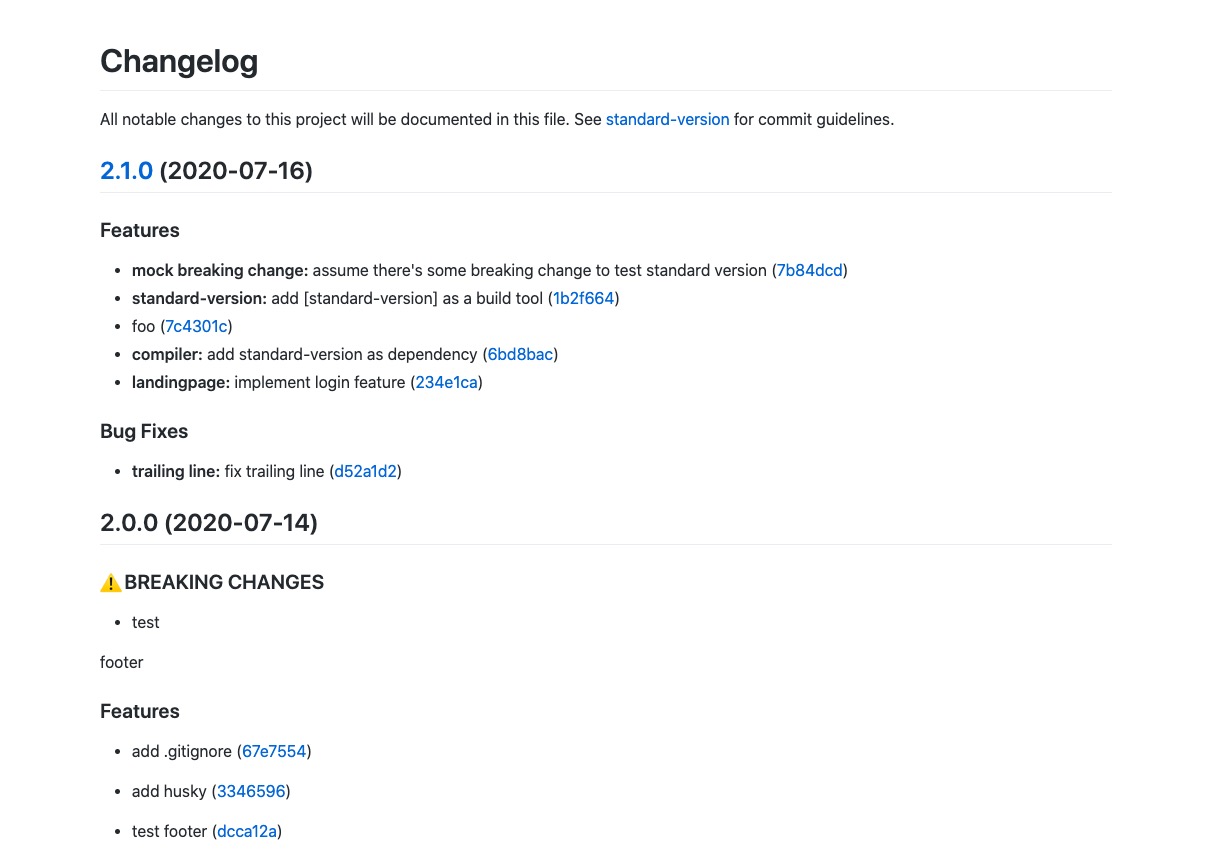 Changelog
All notable changes to this project will be documented in this file. See standard-version for commit guidelines.
2.1.0 (2020-07-16)
Features
• mock breaking change: assume there's some breaking change to test standard version (7b84dcd)
• standard-version: add [standard-version] as a build tool (1b2f664)
• foo (7c4301c)
• compiler: add standard-version as dependency (6bd8bac)
• landingpage: implement login feature (234e1ca)
Bug Fixes
• trailing line: fix trailing line (d52a1d2)
2.0.0 (2020-07-14)
⚠ BREAKING CHANGES
• test
footer
Features
• add .gitignore (67e7554)
• add husky (3346596)
• test footer (dcca12a)